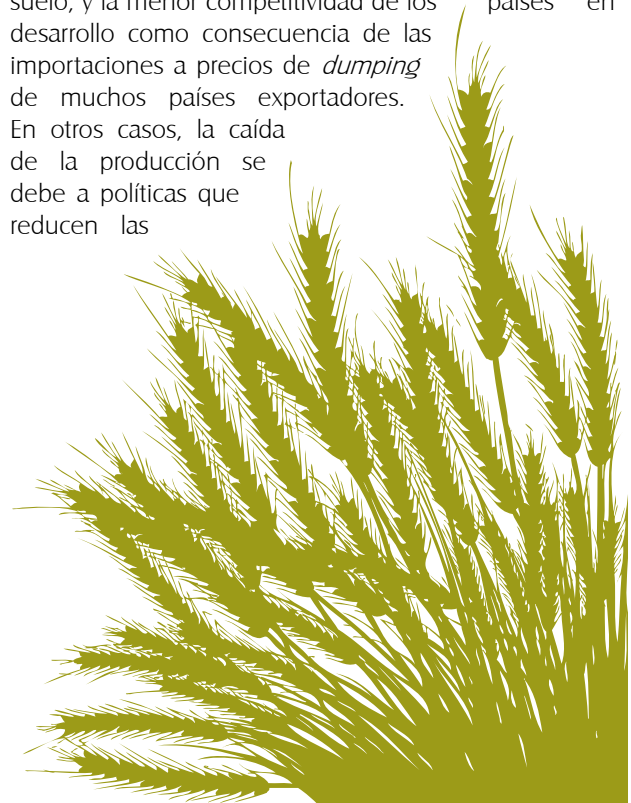 suelo, y la menor competitividad de los países en
desarrollo como consecuencia de las
importaciones a precios de dumping
de muchos países exportadores.
En otros casos, la caída
de la producción se
debe a políticas que
reducen las